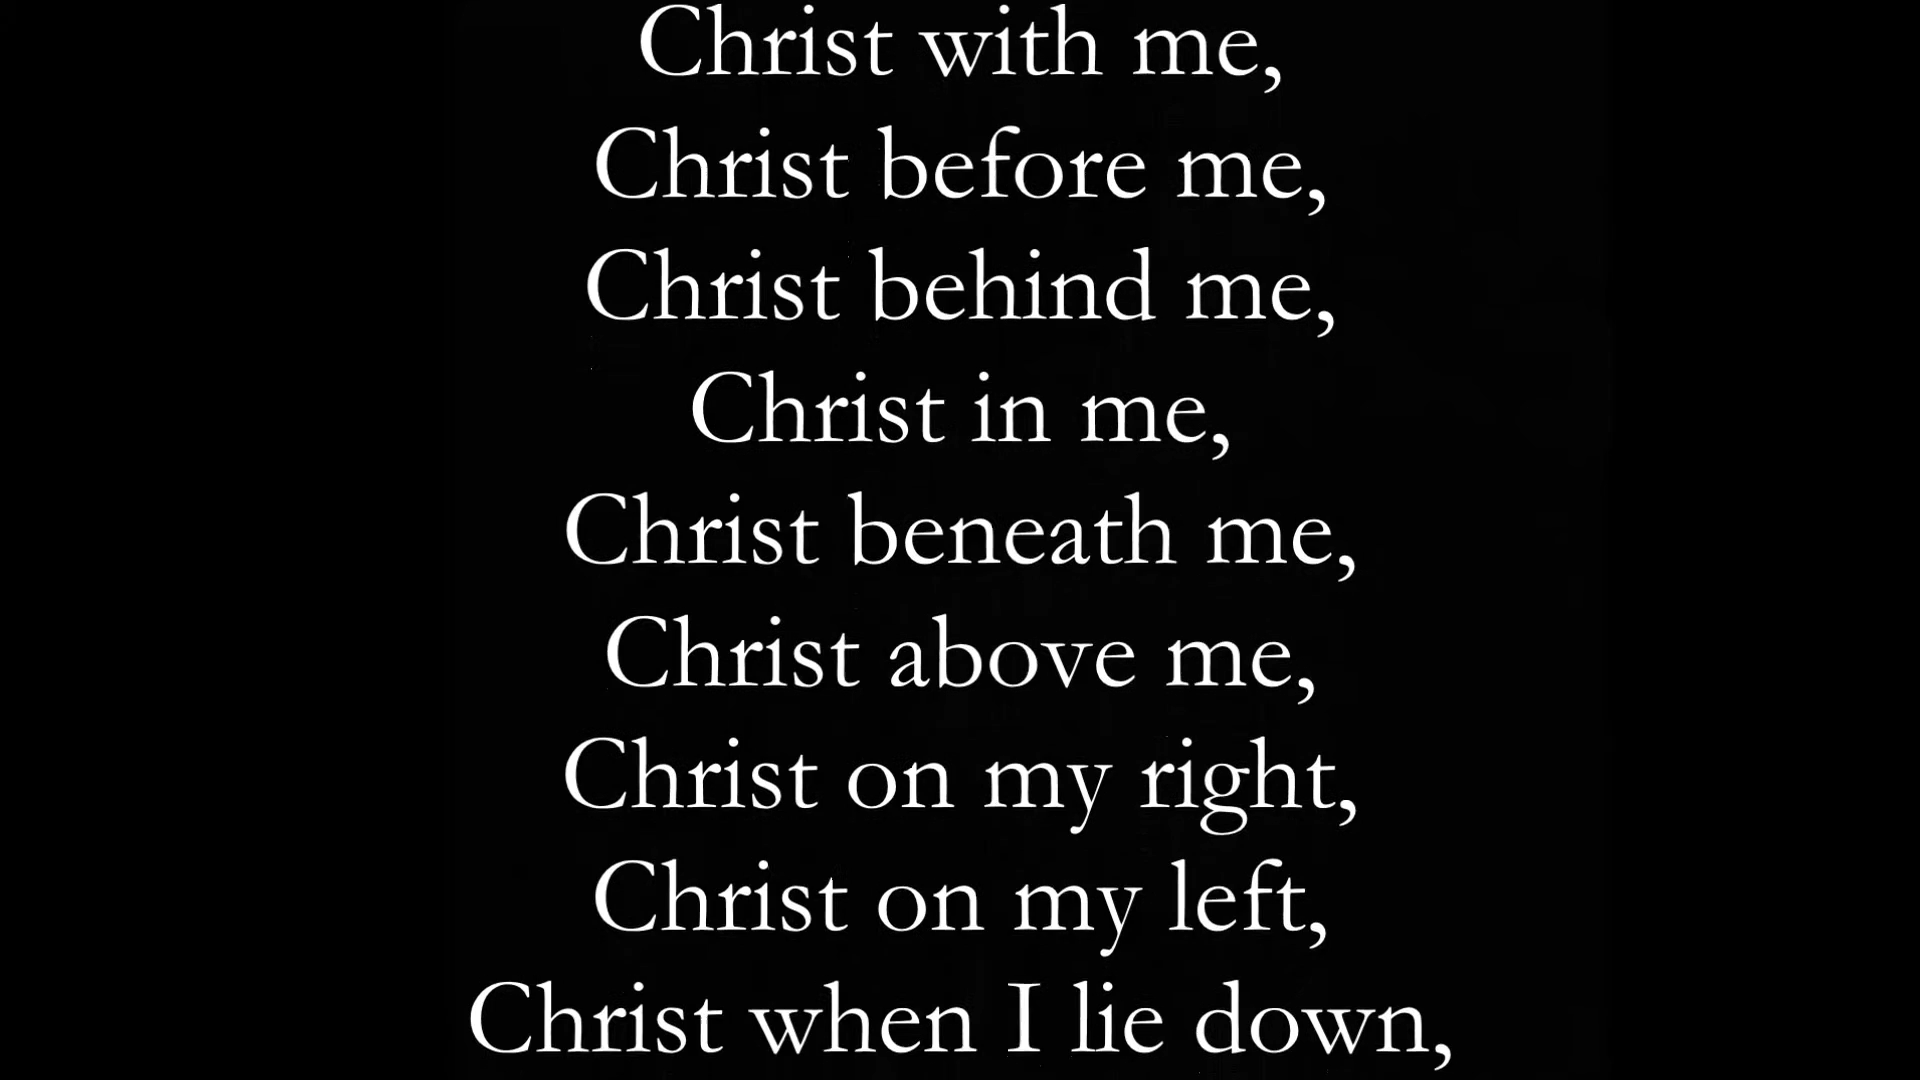 Christ with me,
Christ before me,
Christ behind me,
Christ in me,
Christ beneath me,
Christ above me,
Christ on my right,
Christ on my left,
Christ when I lie down,